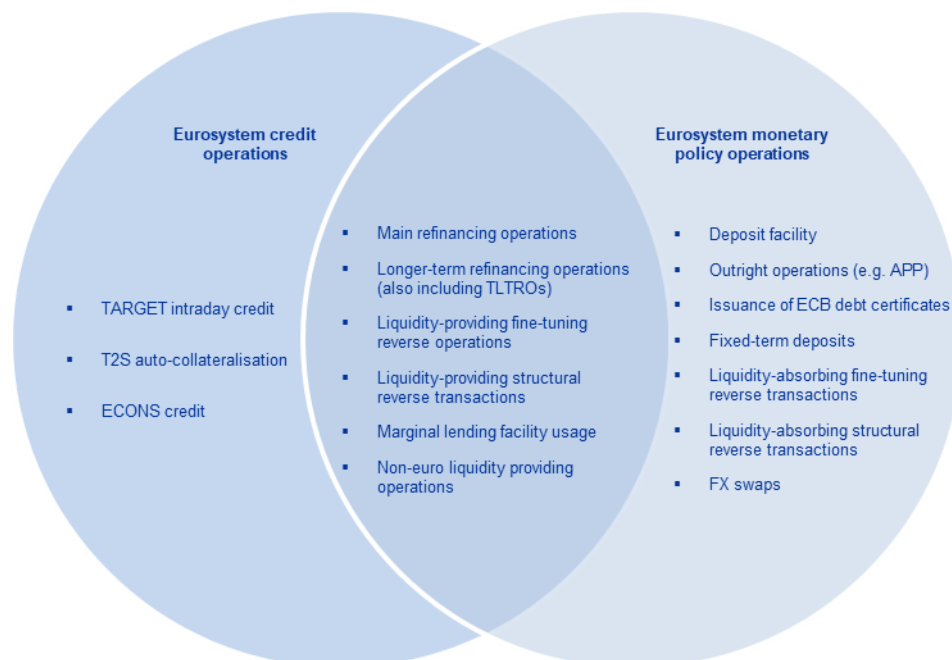 Eurosystem credit
operations
▪ TARGET intraday credit
▪ T2S auto-collateralisation
▪ ECONS credit
▪ Main refinancing operations
▪ Longer-term refinancing operations
(also including TLTROs)
▪ Liquidity-providing fine-tuning
reverse operations
▪ Liquidity-providing structural
reverse transactions
▪ Marginal lending facility usage
▪ Non-euro liquidity providing
operations
Eurosystem monetary
policy operations
▪ Deposit facility
▪ Outright operations (e.g. APP)
▪ Issuance of ECB debt certificates
▪ Fixed-term deposits
▪ Liquidity-absorbing fine-tuning
reverse transactions
▪ Liquidity-absorbing structural
reverse transactions
▪ FX swaps